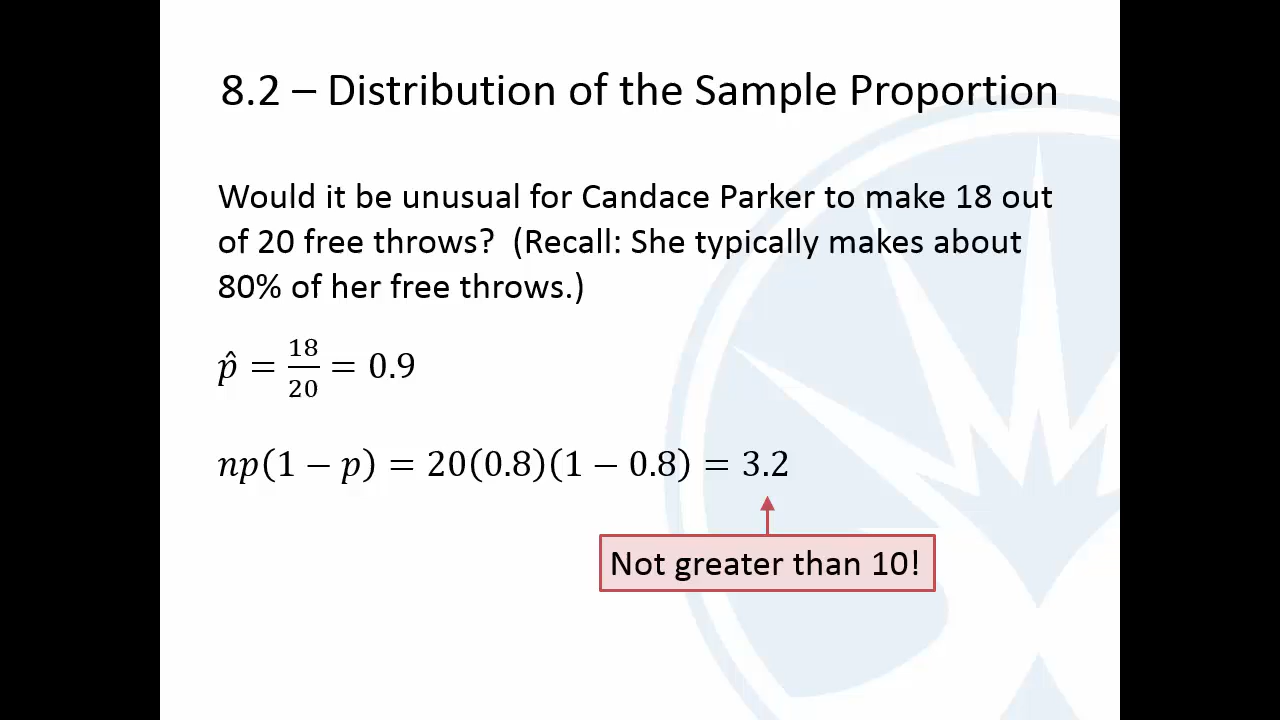 8.2 – Distribution of the Sample Proportion
Would it be unusual for Candace Parker to make 18 out
of 20 free throws?  (Recall: She typically makes about
80% of her free throws.)
p̂ = 18/20 = 0.9
np(1 − p) = 20(0.8)(1 − 0.8) = 3.2
Not greater than 10!